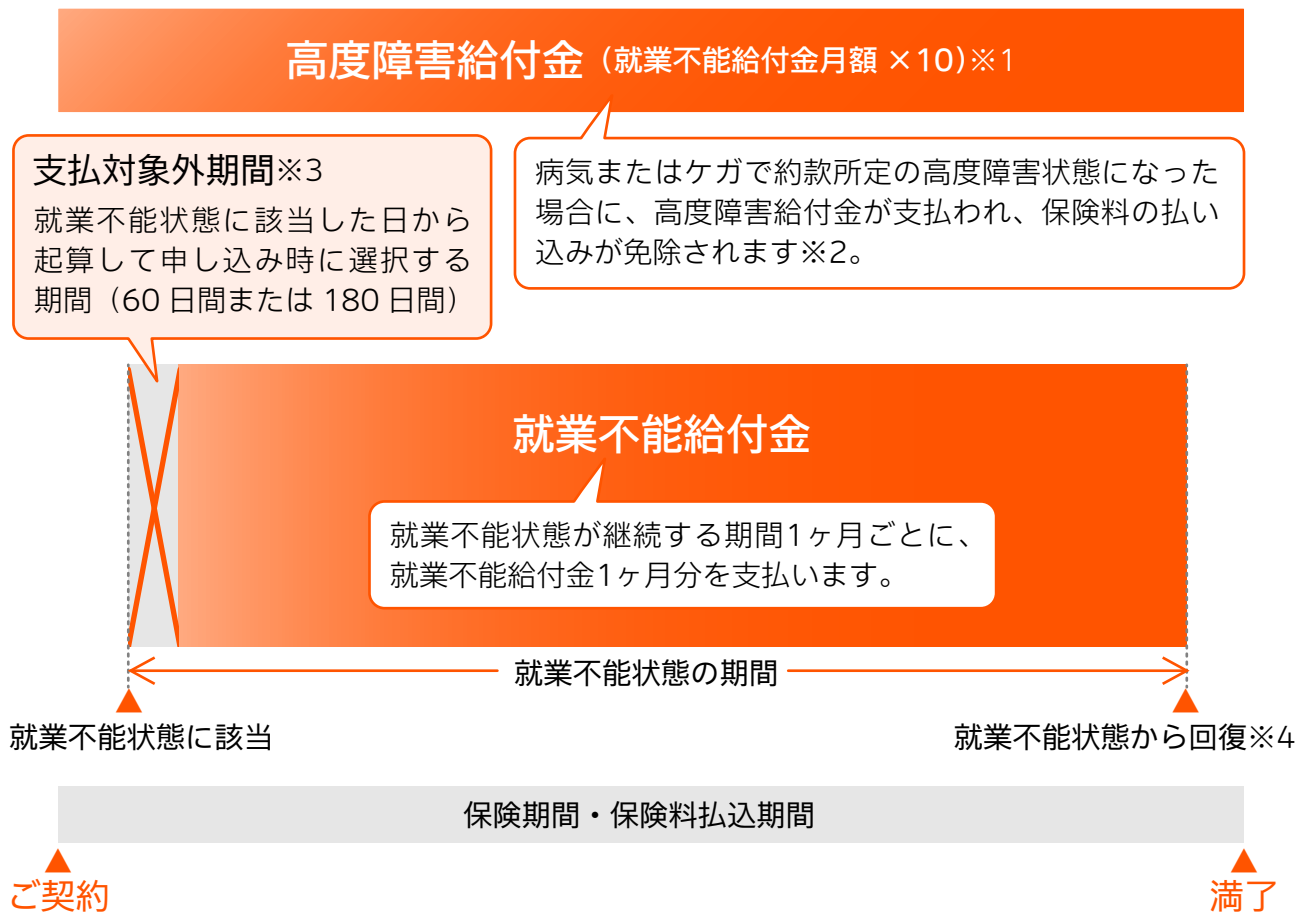 高度障害給付金（就業不能給付金月額 ×10）※1
支払対象外期間※3
就業不能状態に該当した日から
起算して申し込み時に選択する
期間（60 日間または 180 日間）
病気またはケガで約款所定の高度障害状態になった
場合に、高度障害給付金が支払われ、保険料の払い
込みが免除されます※2。
就業不能給付金
就業不能状態が継続する期間1ヶ月ごとに、
就業不能給付金1ヶ月分を支払います。
就業不能状態の期間
就業不能状態に該当
就業不能状態から回復※4
保険期間・保険料払込期間
ご契約
満了